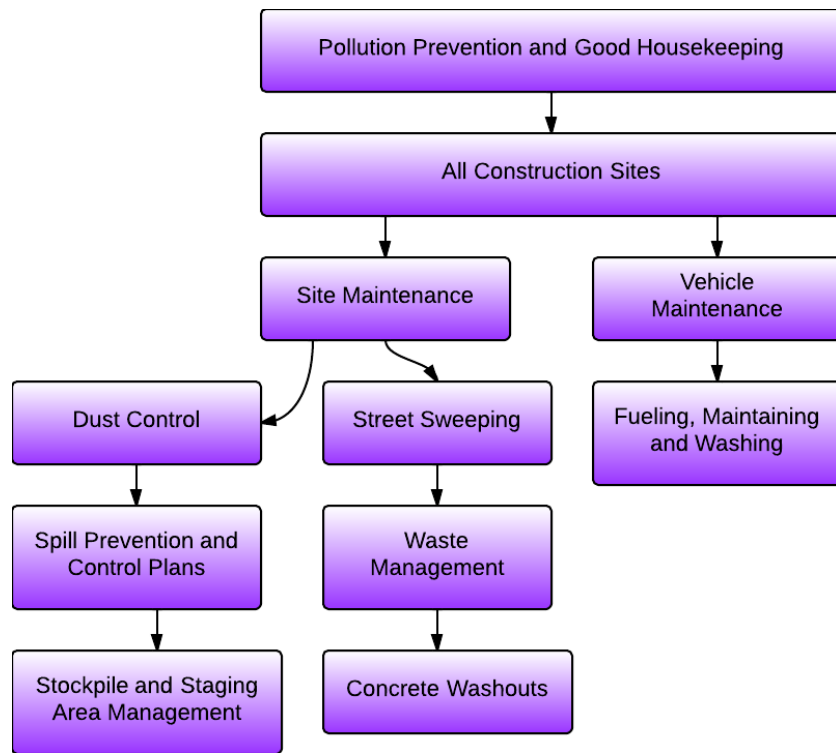 Pollution Prevention and Good Housekeeping
All Construction Sites
Site Maintenance
Vehicle
Maintenance
Dust Control
Street Sweeping
Fueling, Maintaining
and Washing
Spill Prevention and
Control Plans
Waste
Management
Stockpile and Staging
Area Management
Concrete Washouts